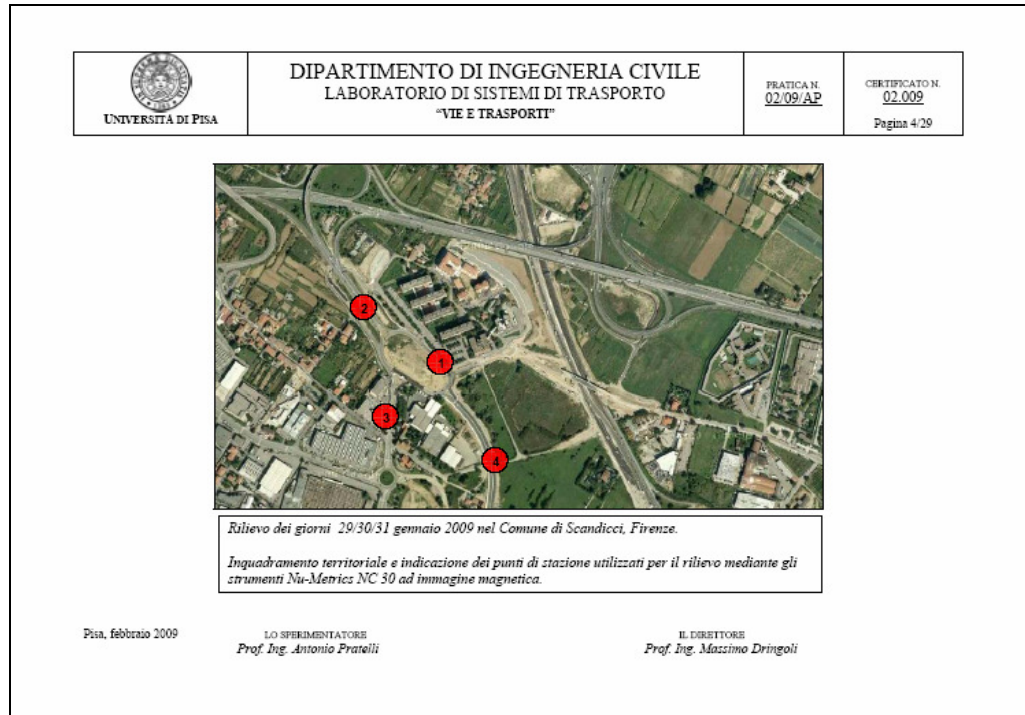 UNIVERSITÀ DI PISA
DIPARTIMENTO DI INGEGNERIA CIVILE
LABORATORIO DI SISTEMI DI TRASPORTO
“VIE E TRASPORTI”
PRATICA N.
02/09/AP
CERTIFICATO N.
02.009
Pagina 4/29
2
1
3
4
Rilievo dei giorni 29/30/31 gennaio 2009 nel Comune di Scandicci, Firenze.
Inquadramento territoriale e indicazione dei punti di stazione utilizzati per il rilievo mediante gli
strumenti Nu-Metrics NC 30 ad immagine magnetica.
Pisa, febbraio 2009
LO SPERIMENTATORE
Prof. Ing. Antonio Pratelli
IL DIRETTORE
Prof. Ing. Massimo Dringoli